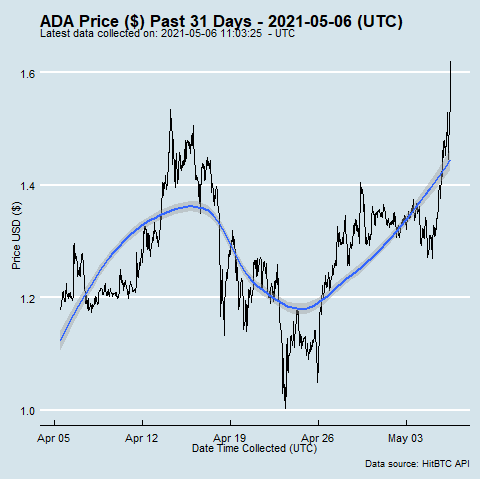 ADA Price ($) Past 31 Days - 2021-05-06 (UTC)
Latest data collected on: 2021-05-06 11:03:25 - UTC
1.6
1.4
1.2
1.0
Price USD ($)
Apr 05
Apr 12
Apr 19
Apr 26
May 03
Date Time Collected (UTC)
Data source: HitBTC API